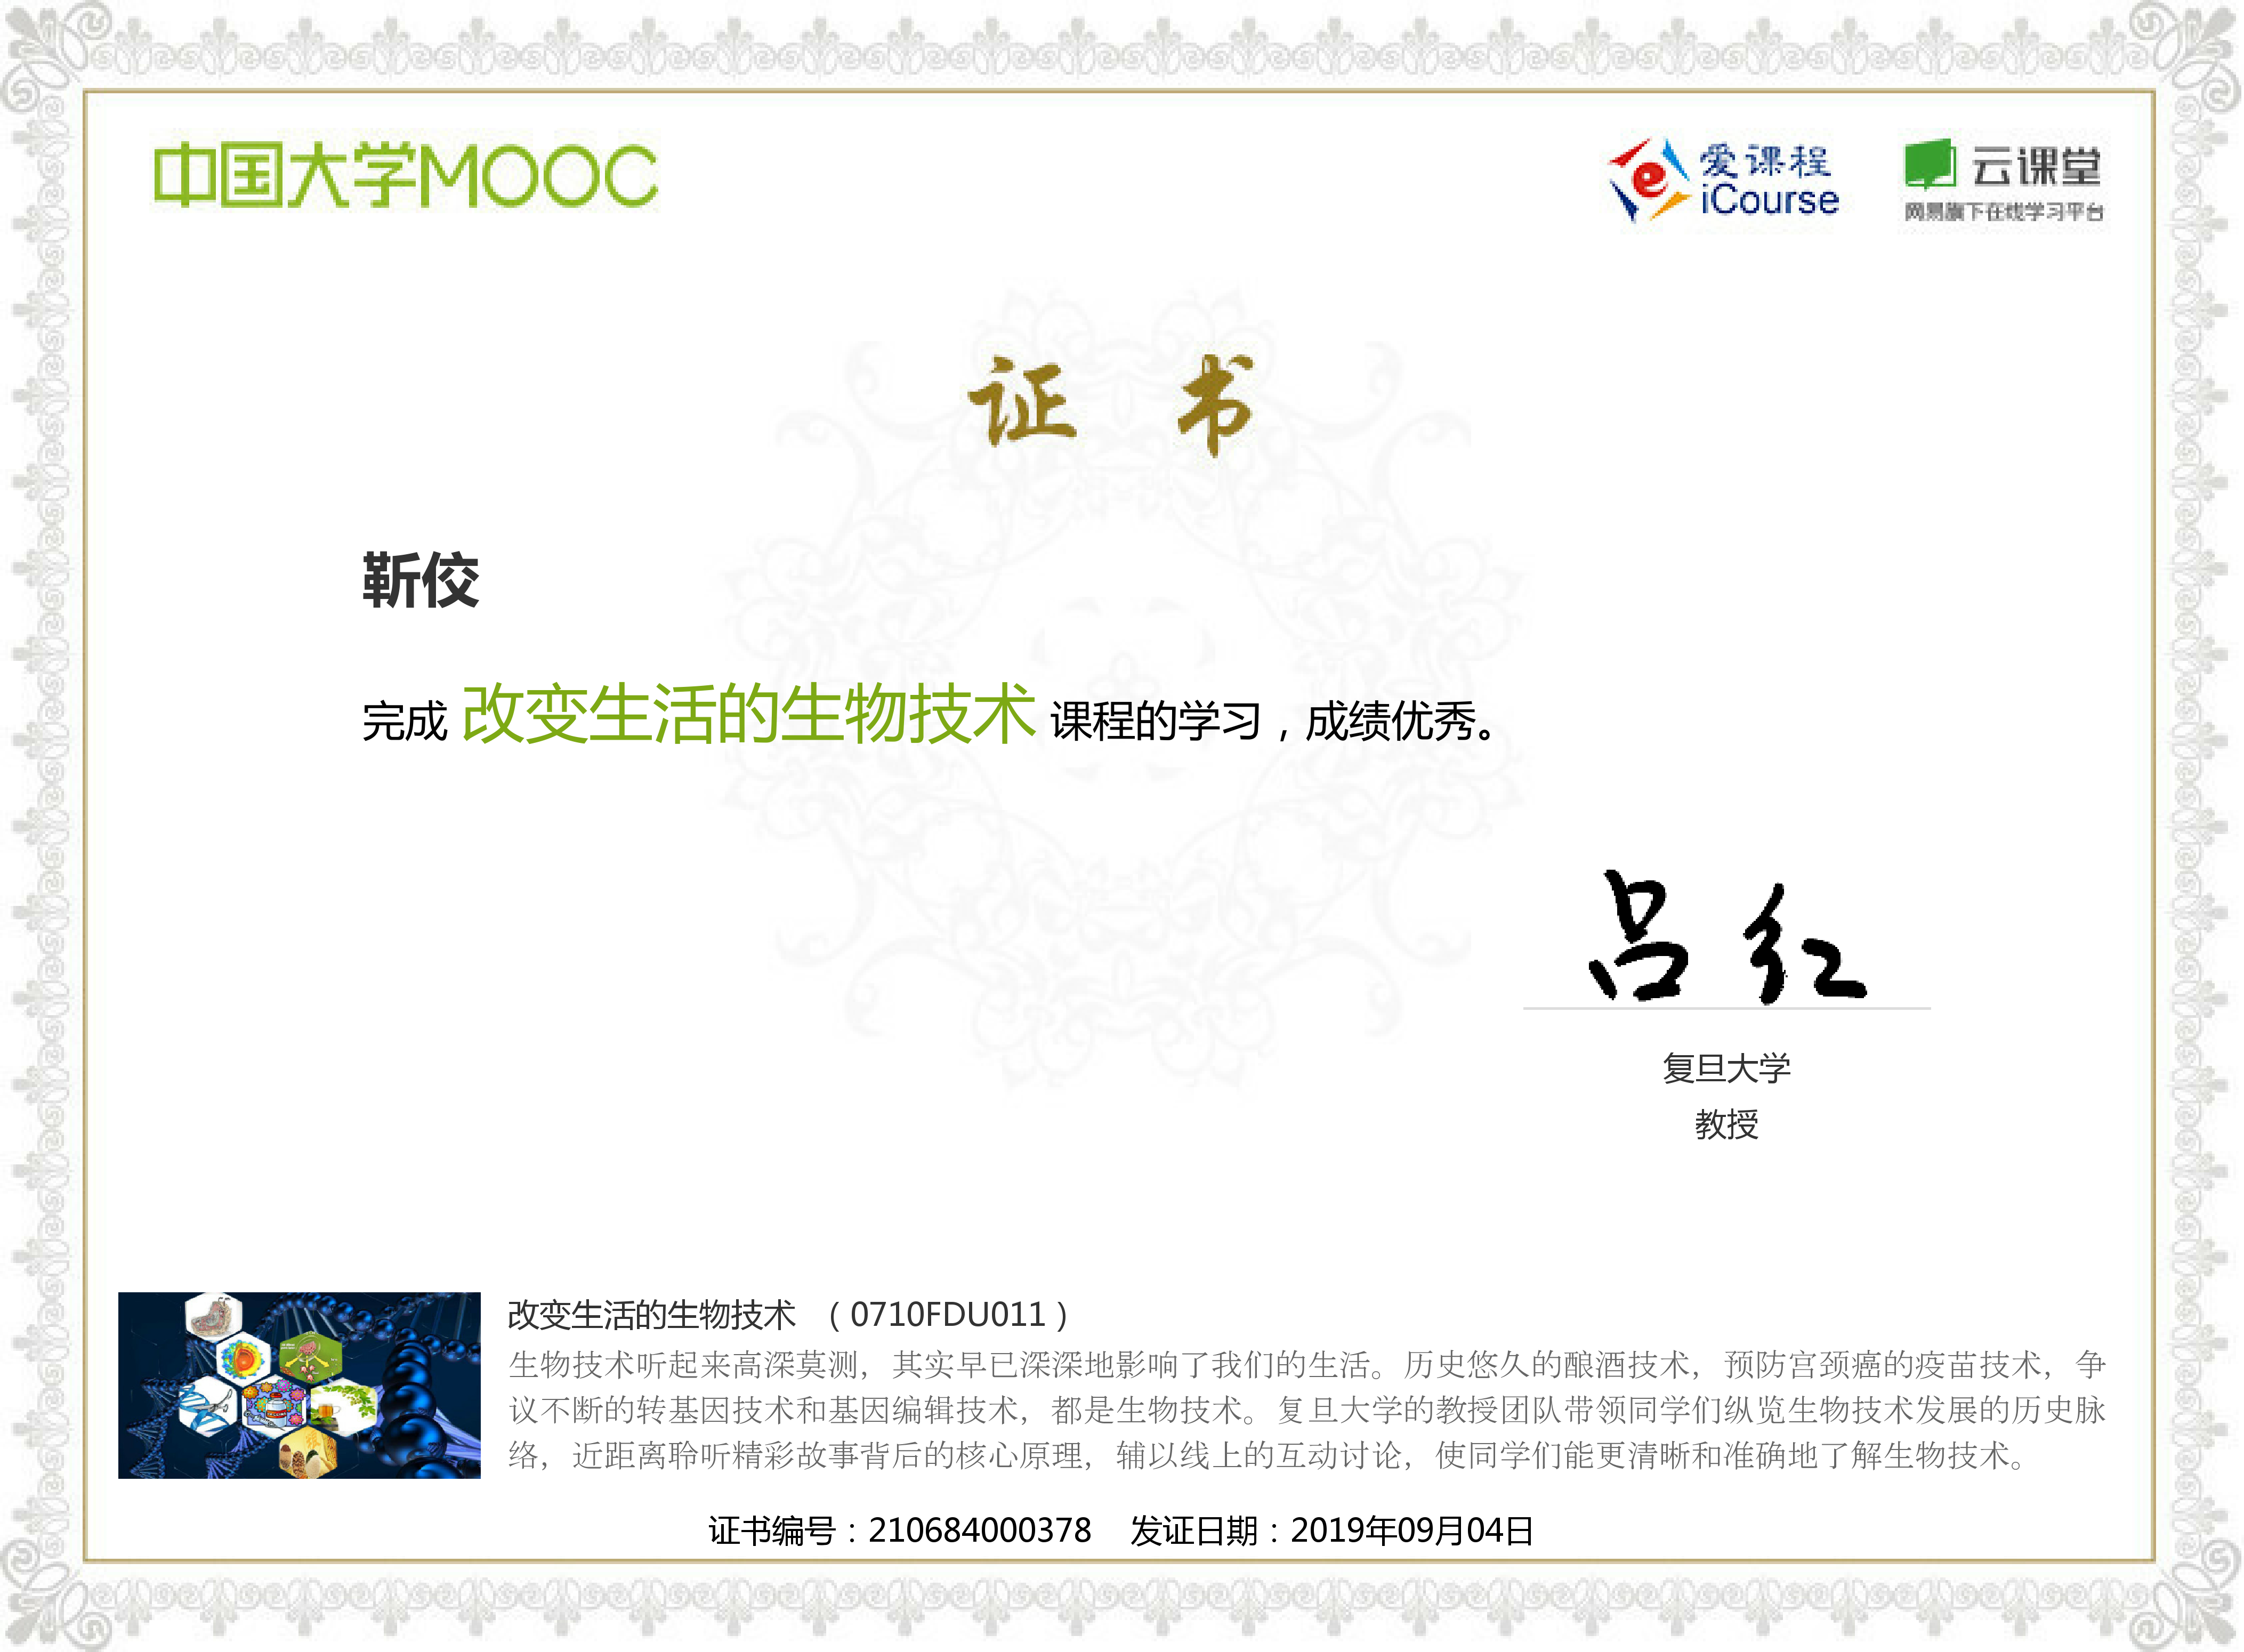 中国大学MOOC
爱课程
iCourse
云课堂
网易旗下在线学习平台
证 书
靳佼
完成 改变生活的生物技术 课程的学习，成绩优秀。
吕红
复旦大学
教授
改变生活的生物技术 （0710FDU011）
生物技术听起来高深莫测，其实早已深深地影响了我们的生活。历史悠久的酿酒技术，预防宫颈癌的疫苗技术，争
议不断的转基因技术和基因编辑技术，都是生物技术。复旦大学的教授团队带领同学们纵览生物技术发展的历史脉
络，近距离聆听精彩故事背后的核心原理，辅以线上的互动讨论，使同学们能更清晰和准确地了解生物技术。
证书编号：210684000378 发证日期：2019年09月04日